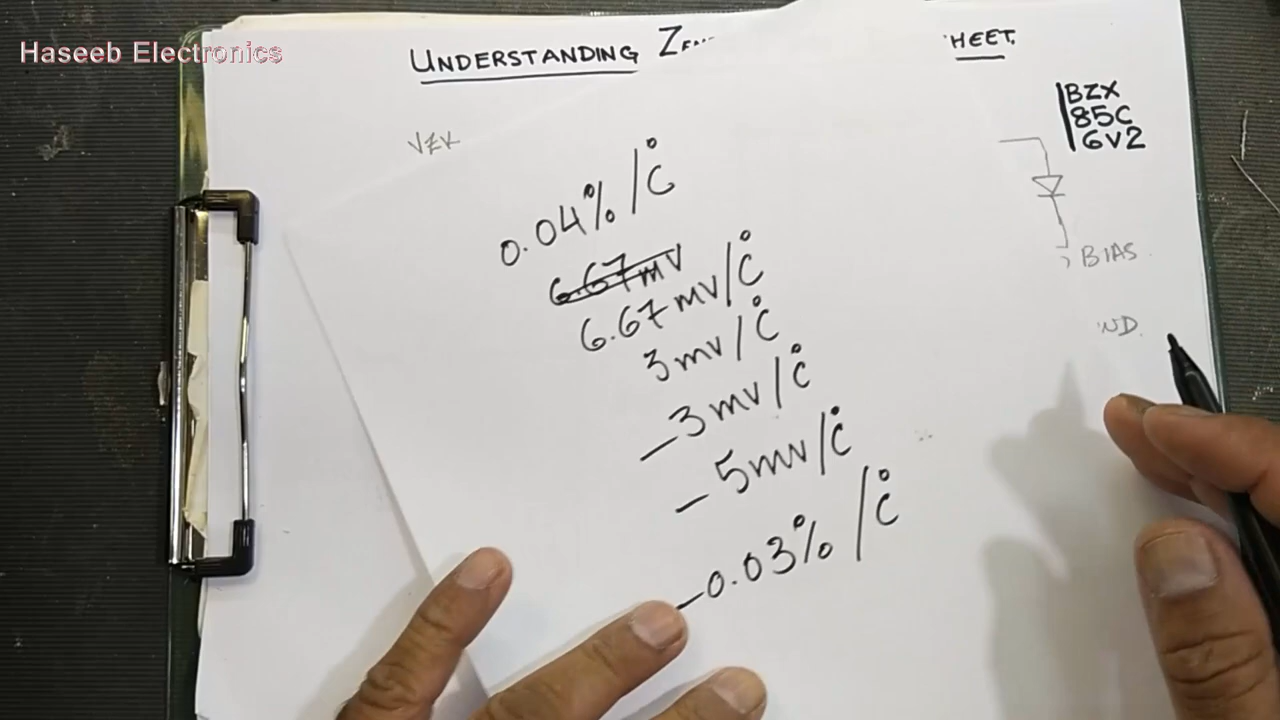 Haseeb Electronics
UNDERSTANDING
HEET.
BZX
85C
6V2
VZK
0.04%/°C
6.67mV
6.67mV/°C
3mV/°C
-3mV/°C
-5mV/°C
-0.03%/°C
BIAS